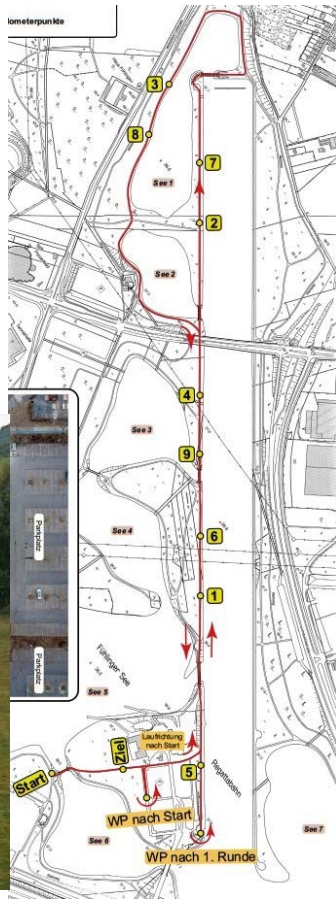 lometerpunkte
3
8
See 1
7
2
See 2
4
See 3
9
See 4
6
1
Parkplatz
Parkplatz
Fühlinger See
See 5
Laufrichtung
nach Start
Ziel
Start
5
Regattabahn
WP nach Start
See 6
WP nach 1. Runde
See 7